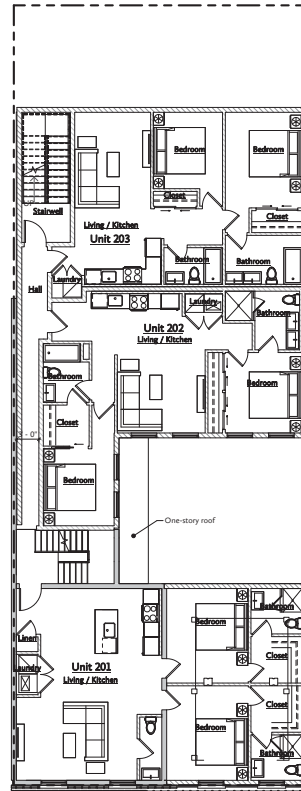 Bedroom
Bedroom
UP
Closet
Stairwell
Closet
Living / Kitchen
Unit 203
Bathroom
Bathroom
Hall
Laundry
Laundry
Unit 202
Living / Kitchen
Bathroom
Bathroom
Bedroom
Closet
Bedroom
One-story roof
Bathroom
Linen
Bedroom
Closet
Laundry
Unit 201
Living / Kitchen
Closet
Bedroom
Bathroom